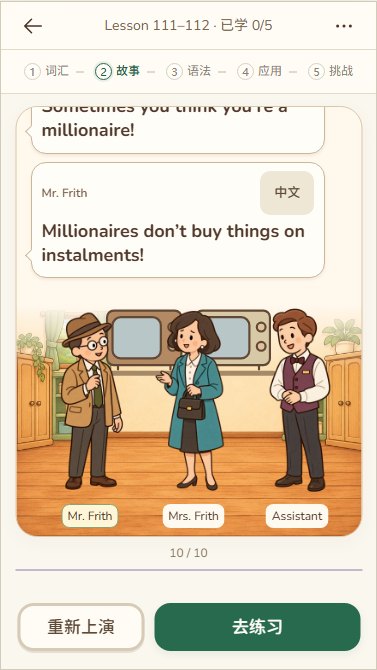 Lesson 111–112 · 已学 0/5
1 词汇 – 2 故事 – 3 语法 – 4 应用 – 5 挑战
Sometimes you think you're a
millionaire!
Mr. Frith
中文
Millionaires don't buy things on
instalments!
Mr. Frith
Mrs. Frith
Assistant
10 / 10
重新上演
去练习